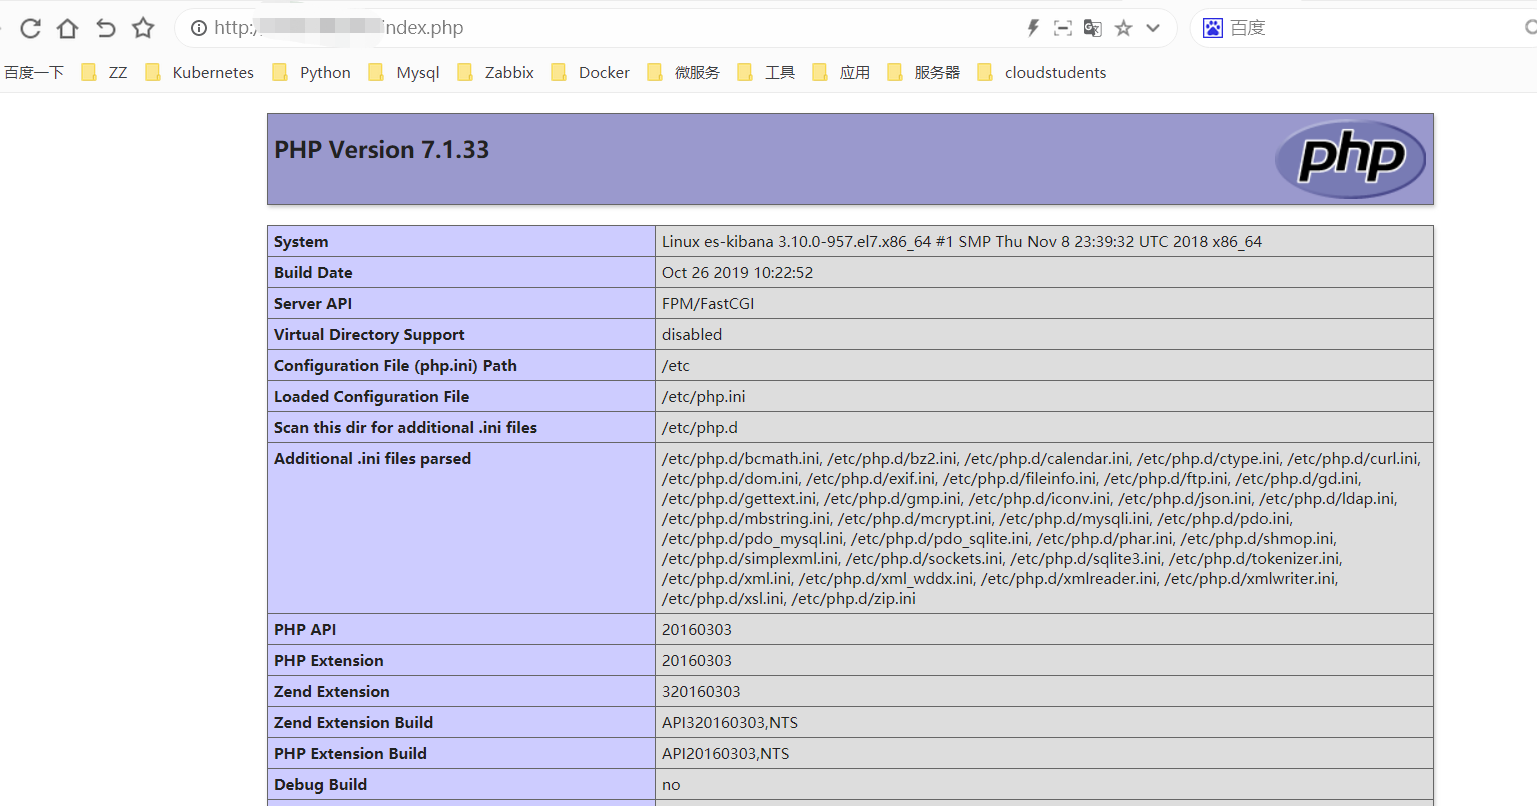 http:/ index.php 百度
百度一下 ZZ Kubernetes Python Mysql Zabbix Docker 微服务 工具 应用 服务器 cloudstudents
PHP Version 7.1.33 php
System Linux es-kibana 3.10.0-957.el7.x86_64 #1 SMP Thu Nov 8 23:39:32 UTC 2018 x86_64
Build Date Oct 26 2019 10:22:52
Server API FPM/FastCGI
Virtual Directory Support disabled
Configuration File (php.ini) Path /etc
Loaded Configuration File /etc/php.ini
Scan this dir for additional .ini files /etc/php.d
Additional .ini files parsed /etc/php.d/bcmath.ini, /etc/php.d/bz2.ini, /etc/php.d/calendar.ini, /etc/php.d/ctype.ini, /etc/php.d/curl.ini,
/etc/php.d/dom.ini, /etc/php.d/exif.ini, /etc/php.d/fileinfo.ini, /etc/php.d/ftp.ini, /etc/php.d/gd.ini,
/etc/php.d/gettext.ini, /etc/php.d/gmp.ini, /etc/php.d/iconv.ini, /etc/php.d/json.ini, /etc/php.d/ldap.ini,
/etc/php.d/mbstring.ini, /etc/php.d/mcrypt.ini, /etc/php.d/mysqli.ini, /etc/php.d/pdo.ini,
/etc/php.d/pdo_mysql.ini, /etc/php.d/pdo_sqlite.ini, /etc/php.d/phar.ini, /etc/php.d/shmop.ini,
/etc/php.d/simplexml.ini, /etc/php.d/sockets.ini, /etc/php.d/sqlite3.ini, /etc/php.d/tokenizer.ini,
/etc/php.d/xml.ini, /etc/php.d/xml_wddx.ini, /etc/php.d/xmlreader.ini, /etc/php.d/xmlwriter.ini,
/etc/php.d/xsl.ini, /etc/php.d/zip.ini
PHP API 20160303
PHP Extension 20160303
Zend Extension 320160303
Zend Extension Build API320160303,NTS
PHP Extension Build API20160303,NTS
Debug Build no